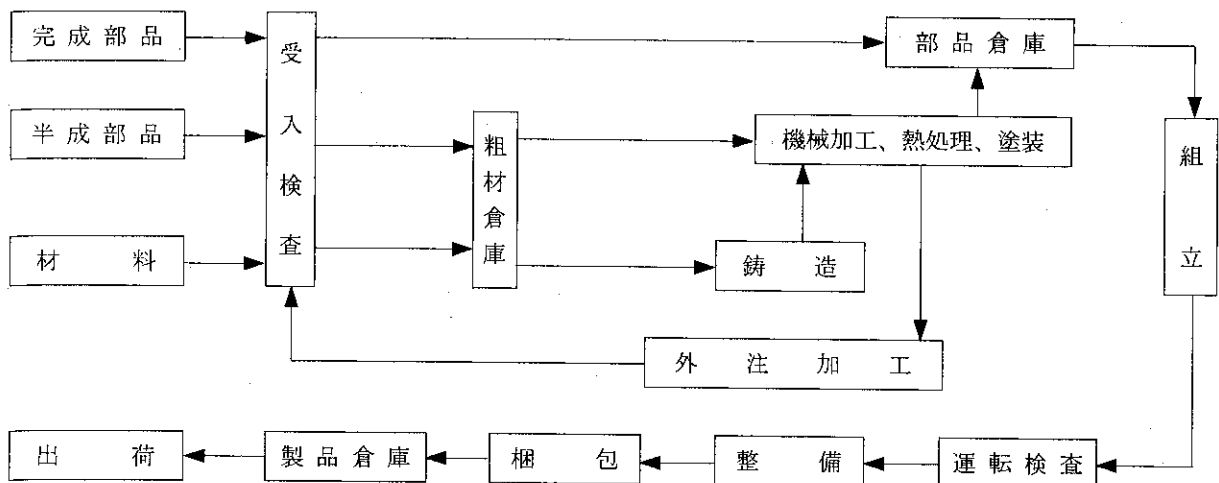 完成部品
半成部品
材料
受入検査
粗材倉庫
部品倉庫
機械加工、熱処理、塗装
鋳造
外注加工
組立
運転検査
整備
梱包
製品倉庫
出荷